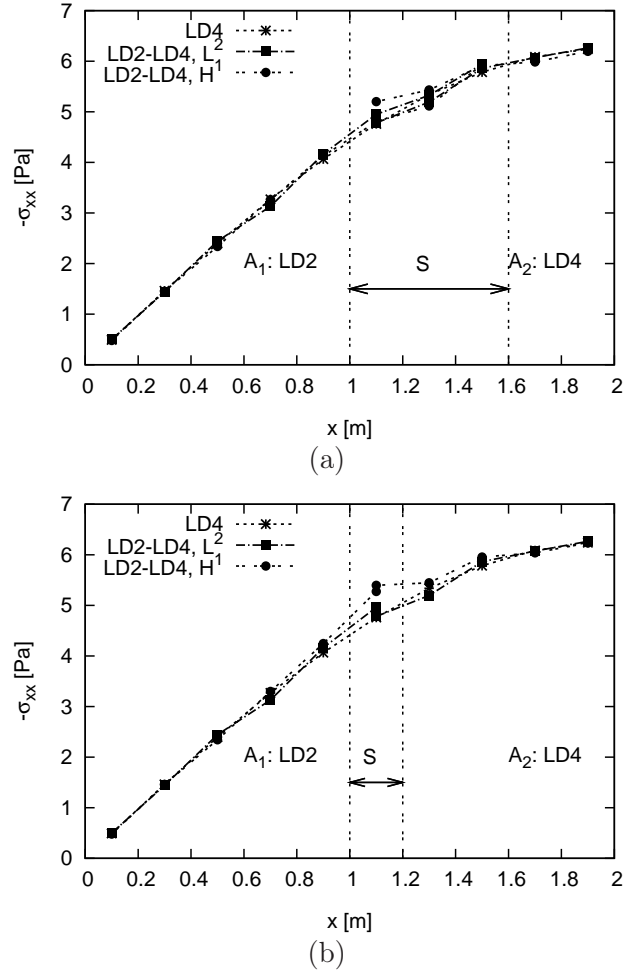 7
6
5
4
3
2
1
0
-σxx [Pa]
LD4
LD2-LD4, L²
LD2-LD4, H¹
A₁: LD2
S
A₂: LD4
0 0.2 0.4 0.6 0.8 1 1.2 1.4 1.6 1.8 2
x [m]
(a)
7
6
5
4
3
2
1
0
-σxx [Pa]
LD4
LD2-LD4, L²
LD2-LD4, H¹
A₁: LD2
S
A₂: LD4
0 0.2 0.4 0.6 0.8 1 1.2 1.4 1.6 1.8 2
x [m]
(b)